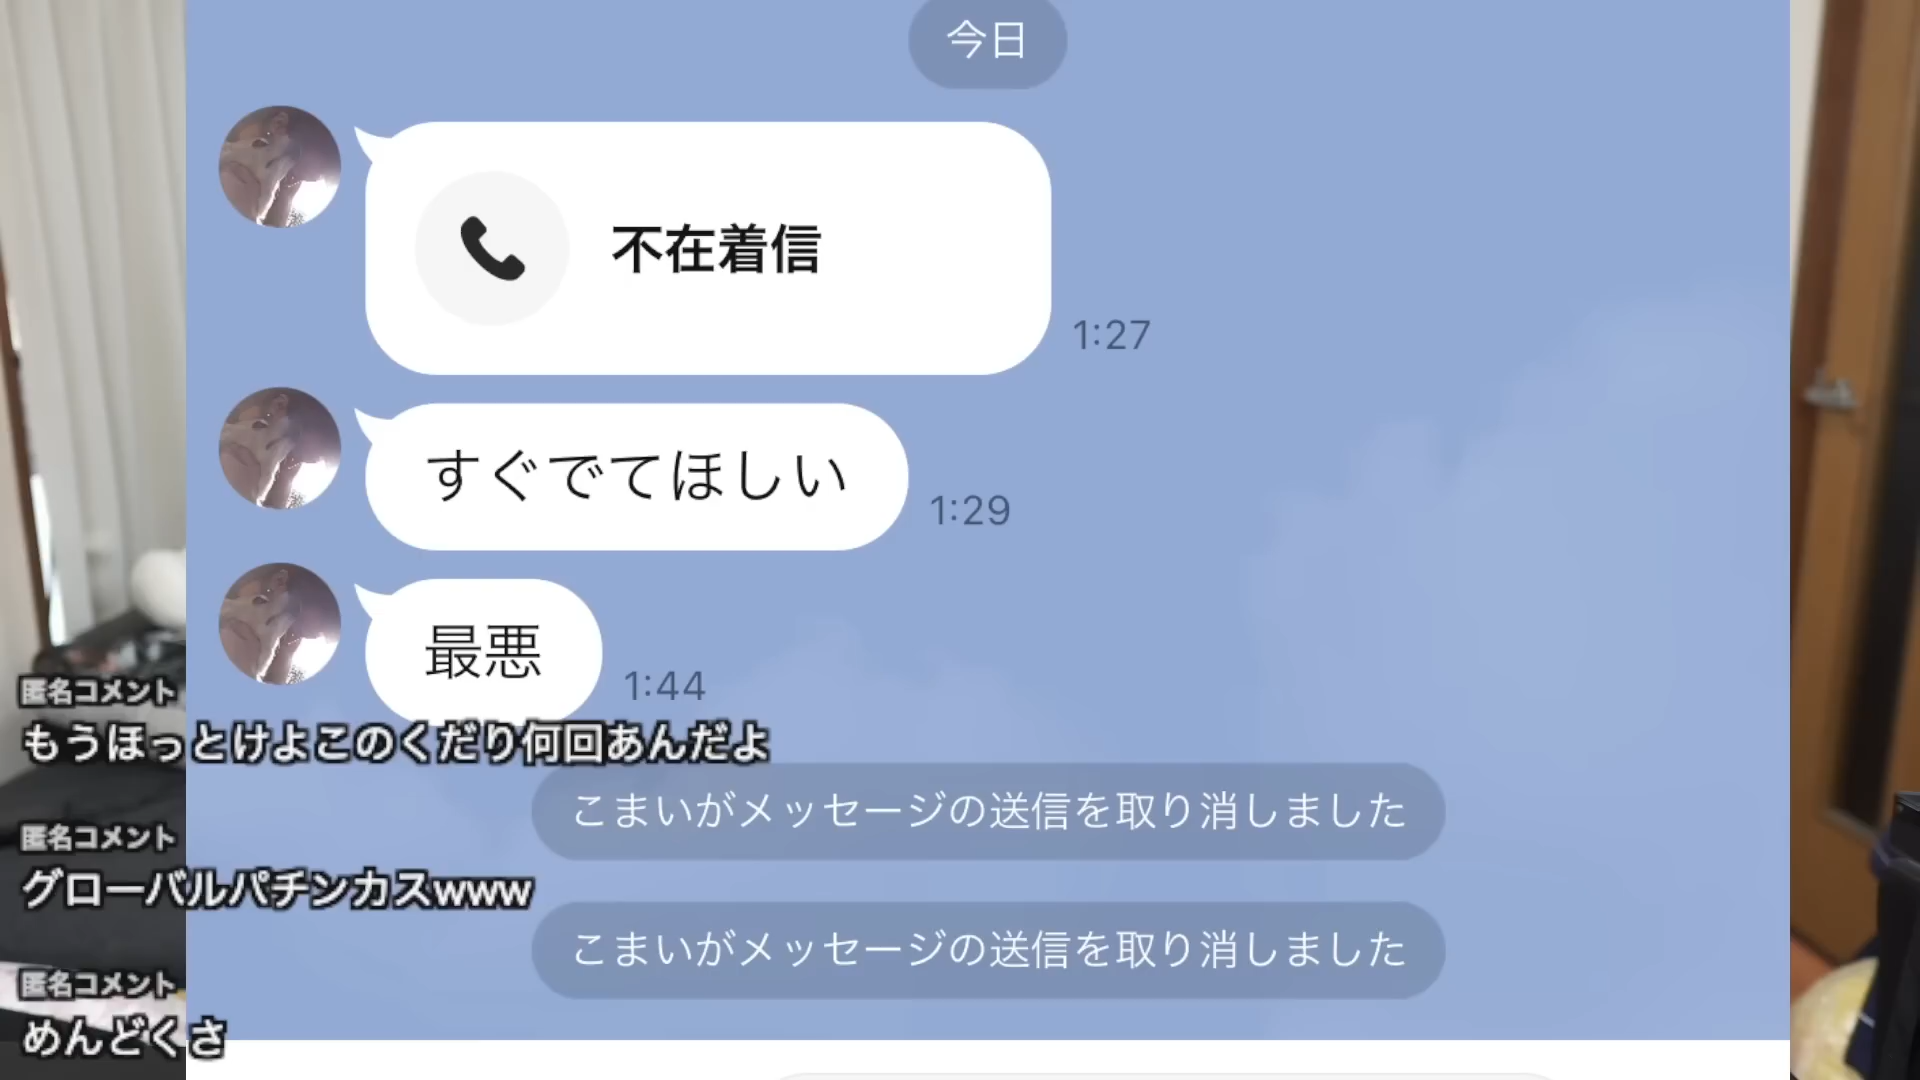 今日
不在着信
1:27
すぐでてほしい
1:29
最悪
1:44
匿名コメント
もうほっとけよこのくだり何回あんだよ
こまいがメッセージの送信を取り消しました
匿名コメント
グローバルパチンカスwww
こまいがメッセージの送信を取り消しました
匿名コメント
めんどくさ